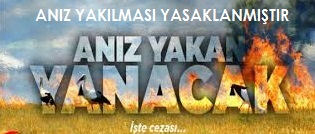 ANIZ YAKILMASI YASAKLANMIŞTIR
ANIZ YAKAN
YANACAK
İşte cezası...